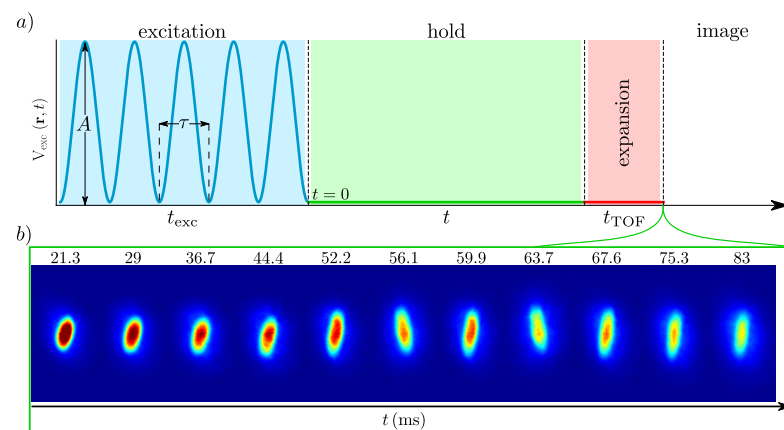 a)
excitation hold image
V_exc (r, t)
A
τ
expansion
t = 0
t_exc t t_TOF
b)
21.3 29 36.7 44.4 52.2 56.1 59.9 63.7 67.6 75.3 83
t (ms)